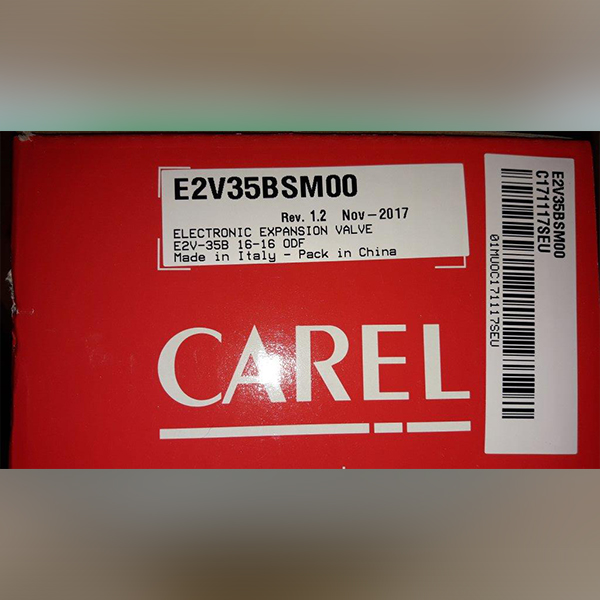 E2V35BSM00
Rev. 1.2 Nov-2017
ELECTRONIC EXPANSION VALVE
E2V-35B 16-16 ODF
Made in Italy - Pack in China
CAREL
E2V35BSM00
C171117SEU
01MU0C171117SEU